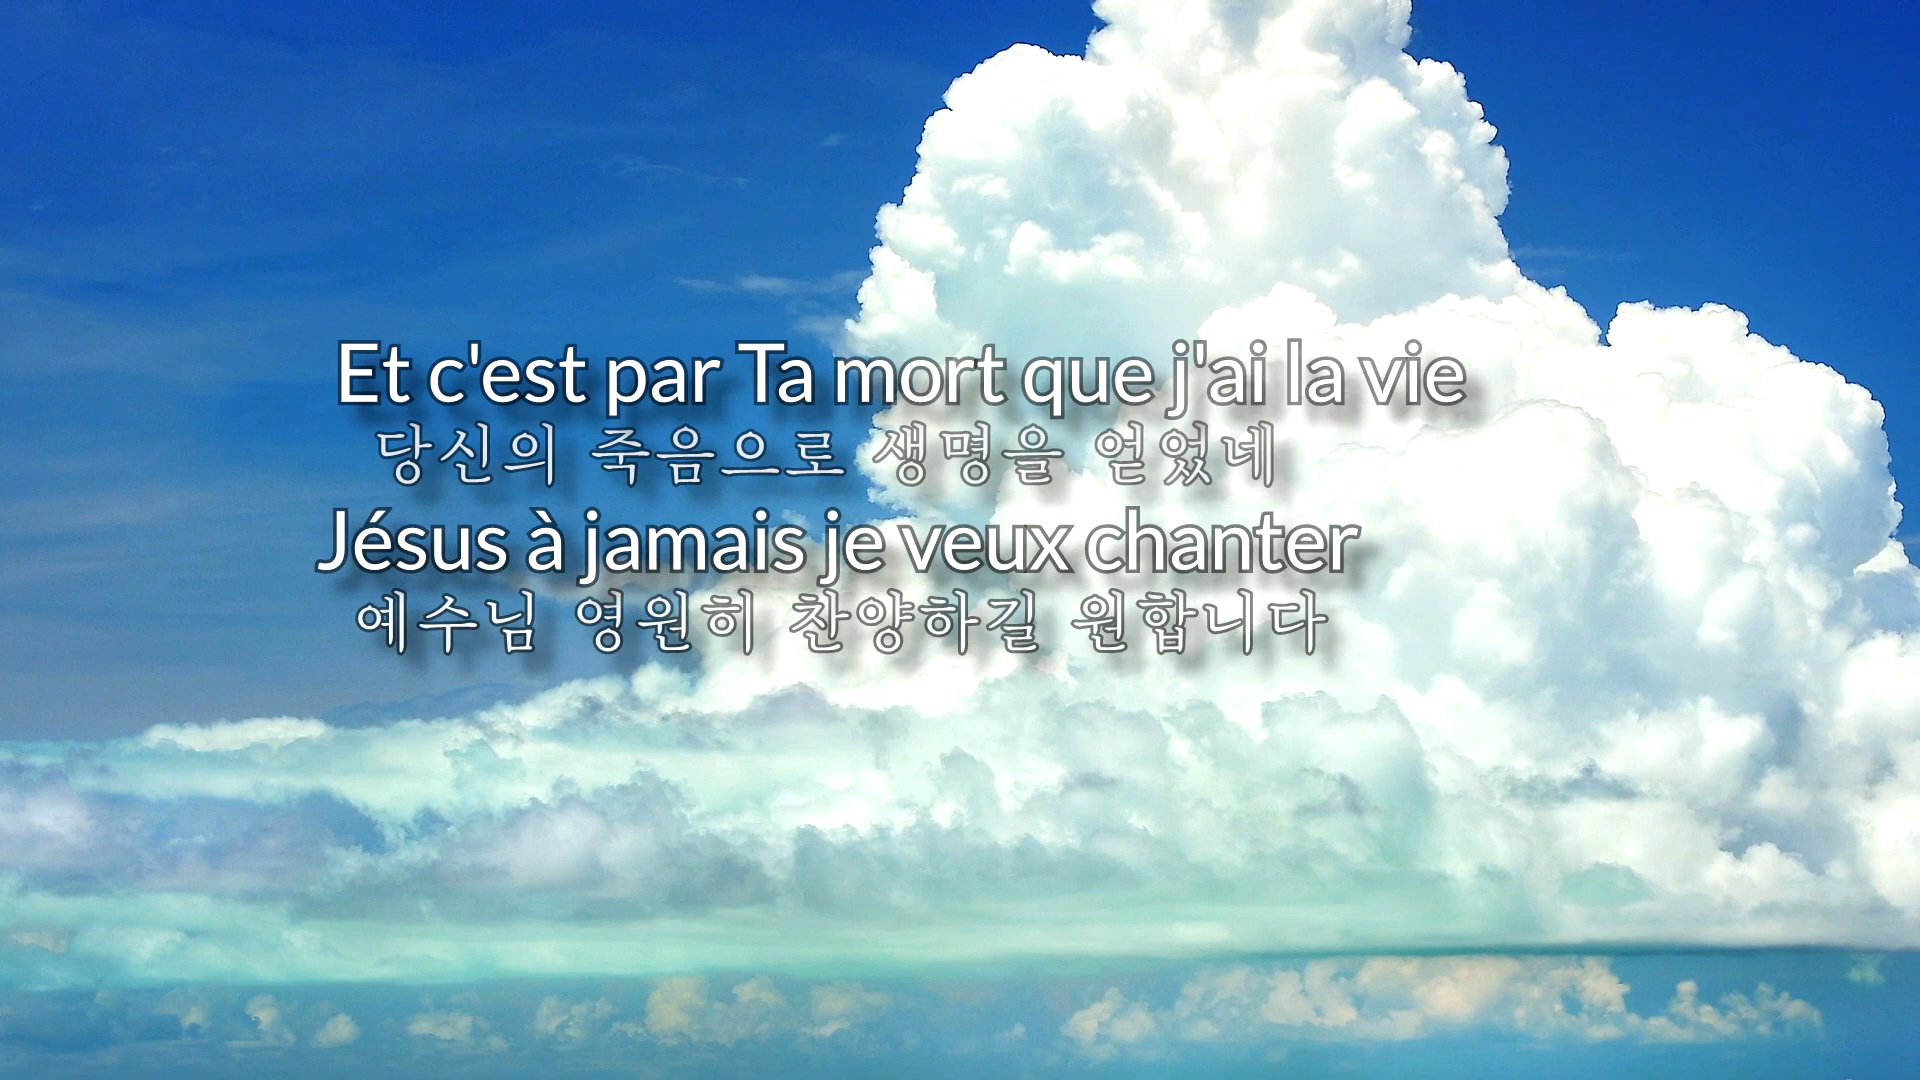 Et c'est par Ta mort que j'ai la vie
당신의 죽음으로 생명을 얻었네
Jésus à jamais je veux chanter
예수님 영원히 찬양하길 원합니다